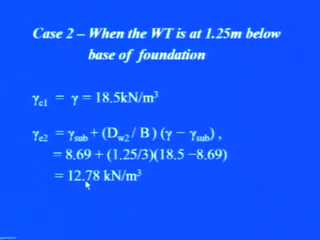 Case 2 – When the WT is at 1.25m below
base of foundation
γe1 = γ = 18.5kN/m³
γe2 = γsub + (Dw2 / B ) (γ − γsub) ,
= 8.69 + (1.25/3)(18.5 −8.69)
= 12.78 kN/m³